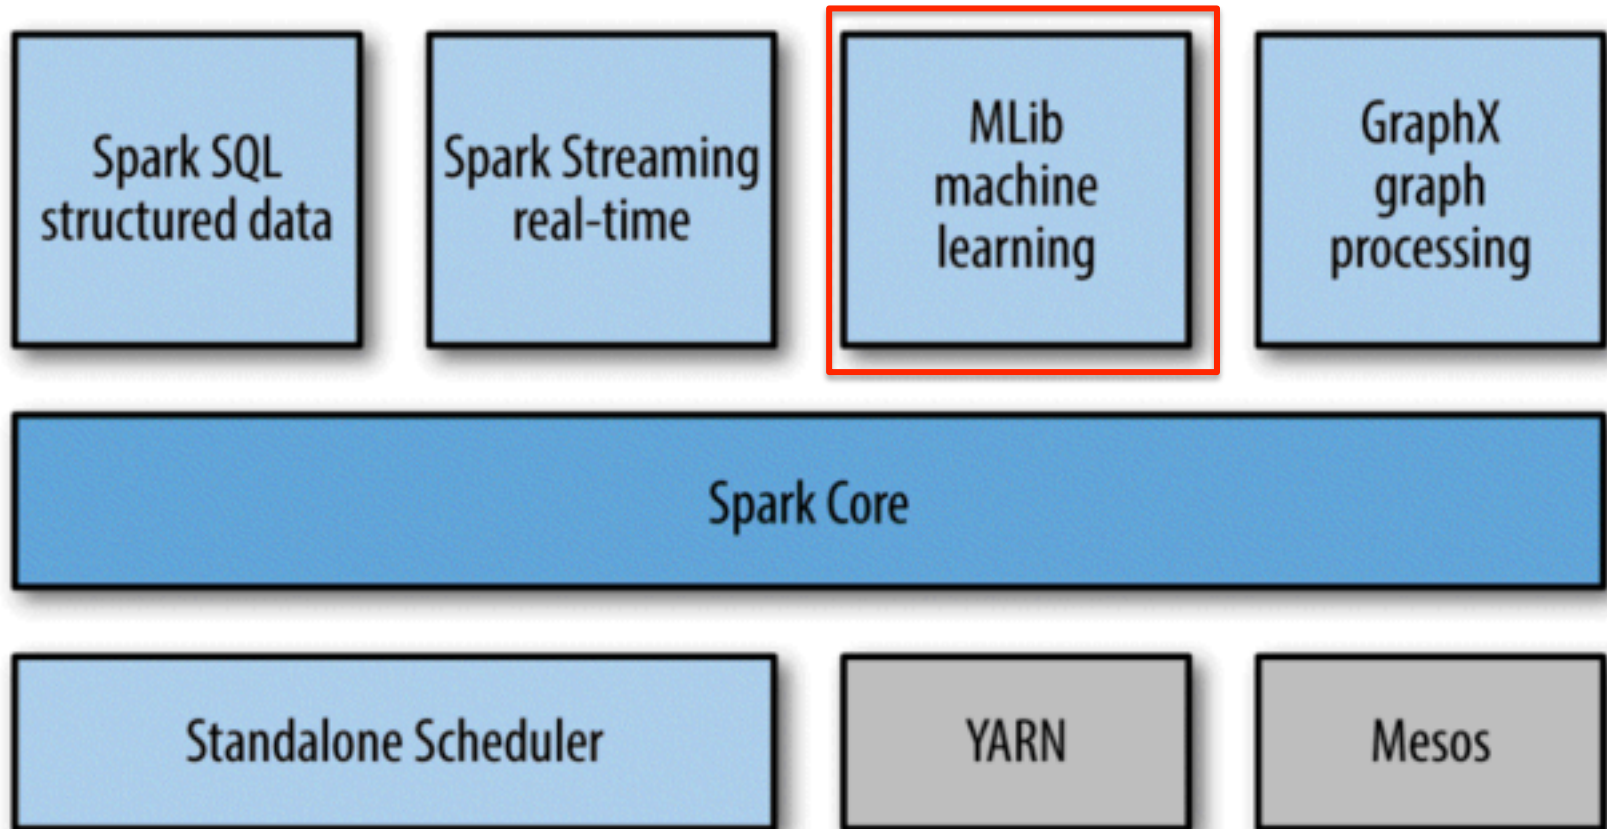 Spark SQL
structured data
Spark Streaming
real-time
MLib
machine
learning
GraphX
graph
processing
Spark Core
Standalone Scheduler
YARN
Mesos